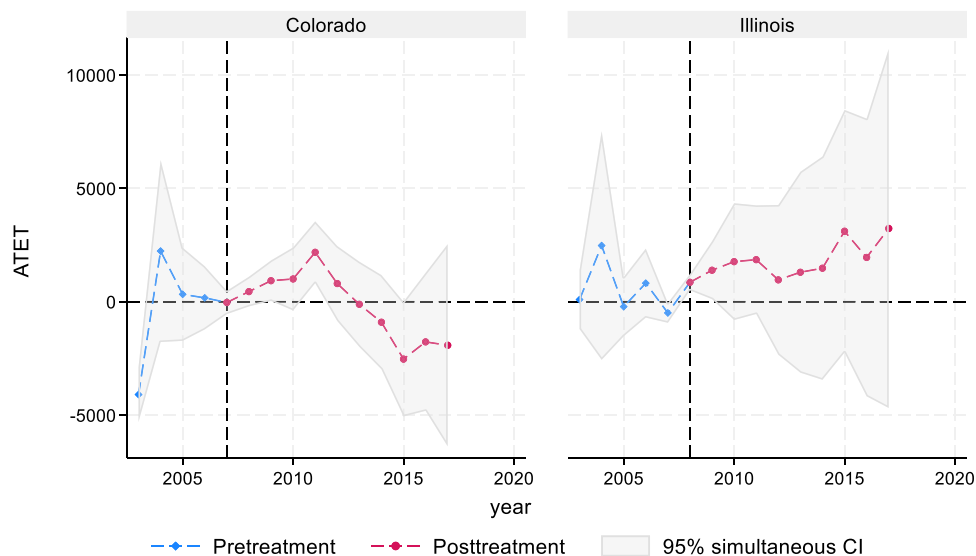 Colorado
Illinois
10000
5000
0
-5000
ATET
2005
2010
2015
2020
2005
2010
2015
2020
year
Pretreatment
Posttreatment
95% simultaneous CI